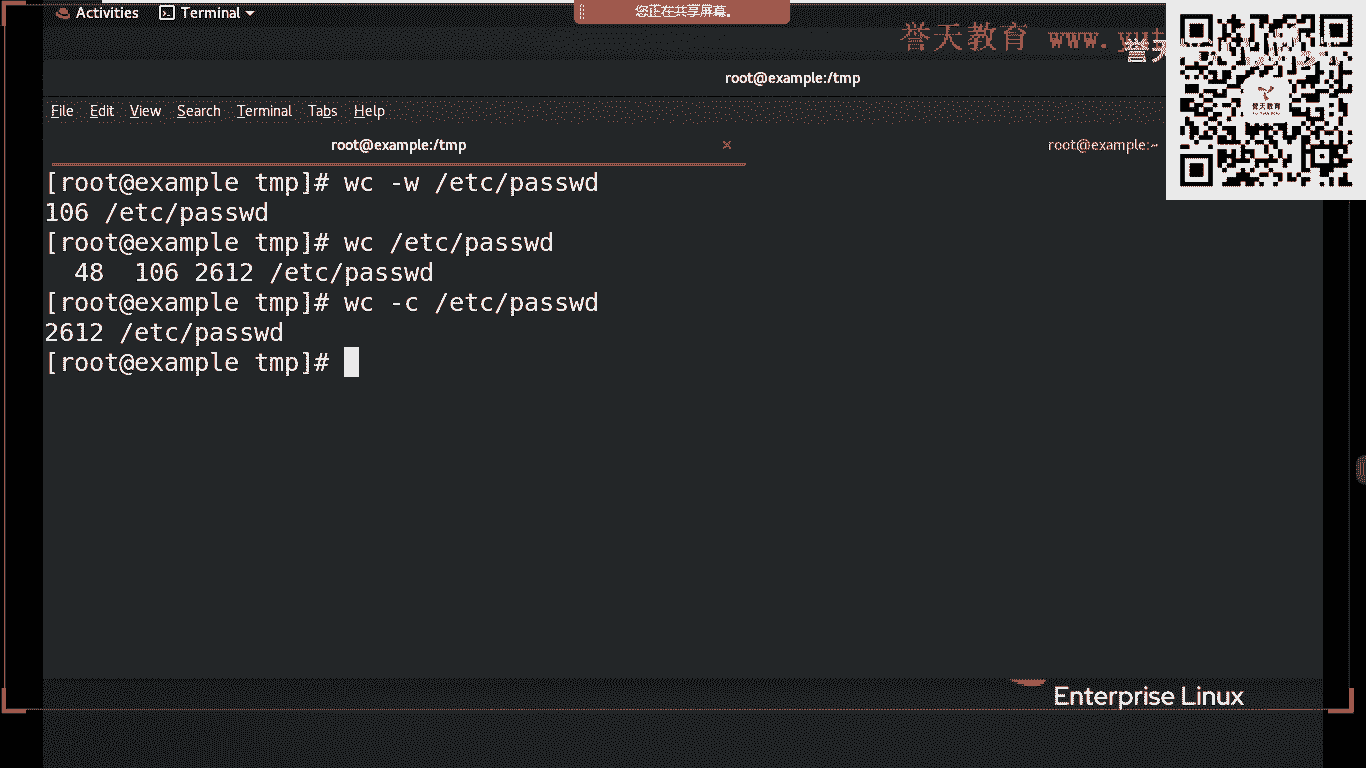 Activities Terminal
您正在共享屏幕。
誉天教育 www.yut
root@example:/tmp
File Edit View Search Terminal Tabs Help
root@example:/tmp × root@example:~
誉天教育
[root@example tmp]# wc -w /etc/passwd
106 /etc/passwd
[root@example tmp]# wc /etc/passwd
48 106 2612 /etc/passwd
[root@example tmp]# wc -c /etc/passwd
2612 /etc/passwd
[root@example tmp]#
Enterprise Linux